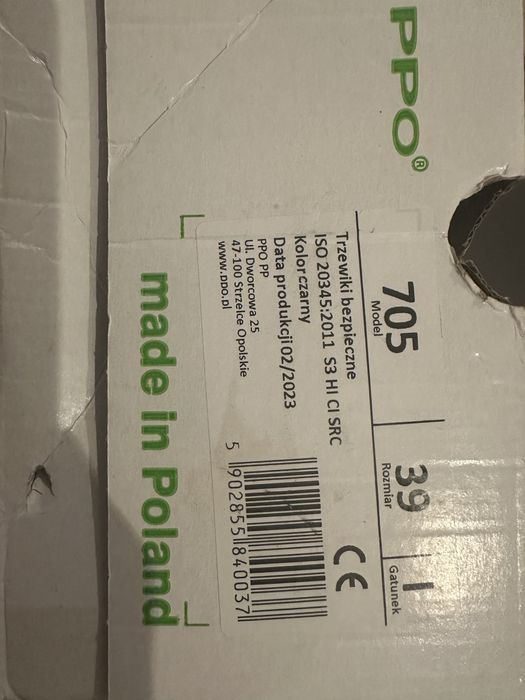 PPO®
705
Model
39
Rozmiar
I
Gatunek
Trzewiki bezpieczne
ISO 20345:2011 S3 HI CI SRC
Kolor czarny
Data produkcji 02/2023
PPO PP
Ul. Dworcowa 25
47-100 Strzelce Opolskie
www.ppo.pl
CE
5 902855 840037
made in Poland